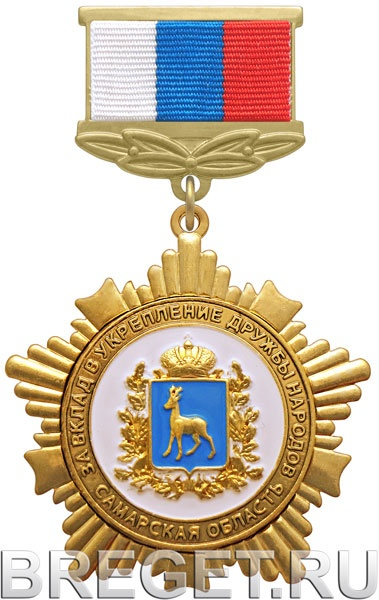 ЗА ВКЛАД В УКРЕПЛЕНИЕ ДРУЖБЫ НАРОДОВ
САМАРСКАЯ ОБЛАСТЬ
BREGET.RU